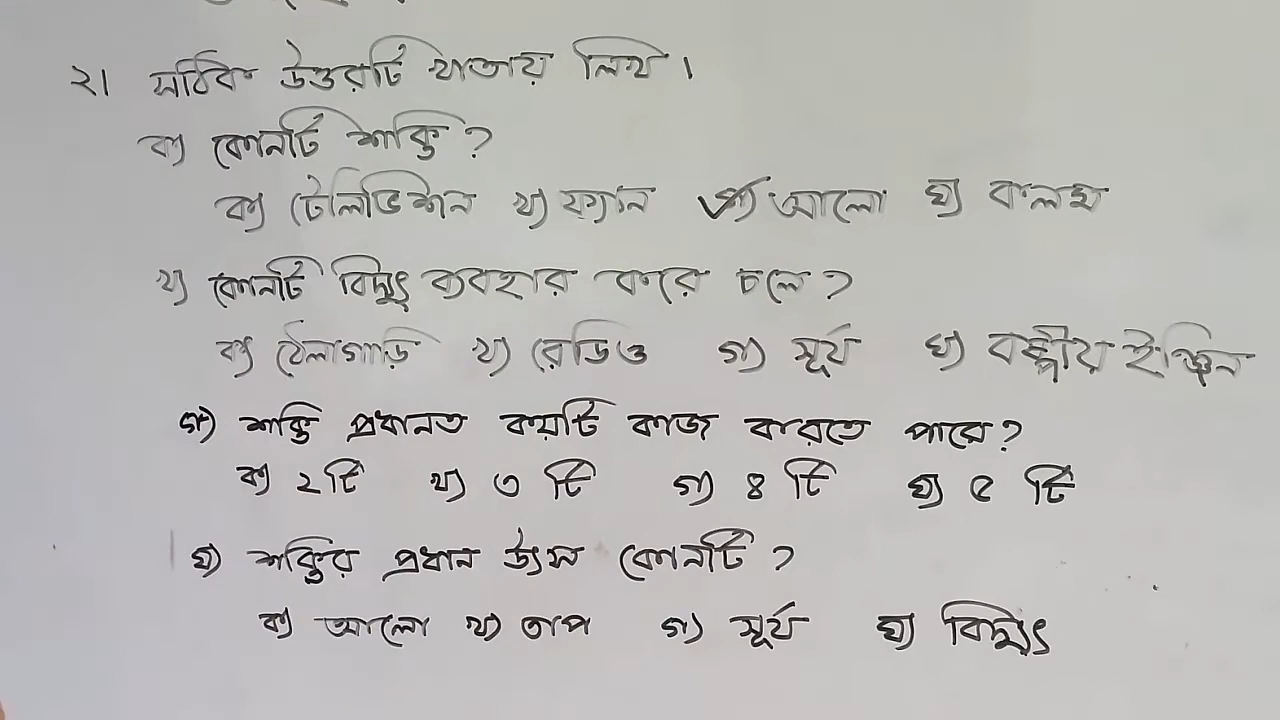 ২। সঠিক উত্তরটি খাতায় লিখ।
ক) কোনটি শক্তি?
ক) টেলিভিশন খ) ফ্যান গ) আলো ঘ) কলম
খ) কোনটি বিদ্যুৎ ব্যবহার করে চলে?
ক) ঠেলাগাড়ি খ) রেডিও গ) সূর্য ঘ) বাষ্পীয় ইঞ্জিন
গ) শক্তি প্রধানত কয়টি কাজ করতে পারে?
ক) ২টি খ) ৩ টি গ) ৪ টি ঘ) ৫ টি
ঘ) শক্তির প্রধান উৎস কোনটি?
ক) আলো খ) তাপ গ) সূর্য ঘ) বিদ্যুৎ